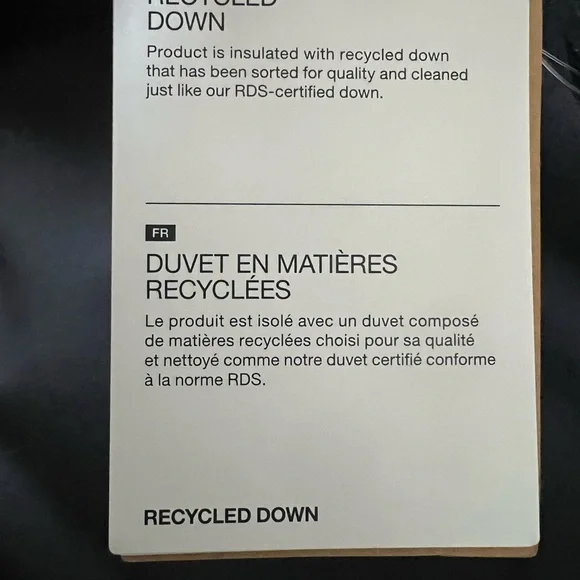 RECYCLED
DOWN
Product is insulated with recycled down
that has been sorted for quality and cleaned
just like our RDS-certified down.
FR
DUVET EN MATIÈRES
RECYCLÉES
Le produit est isolé avec un duvet composé
de matières recyclées choisi pour sa qualité
et nettoyé comme notre duvet certifié conforme
à la norme RDS.
RECYCLED DOWN